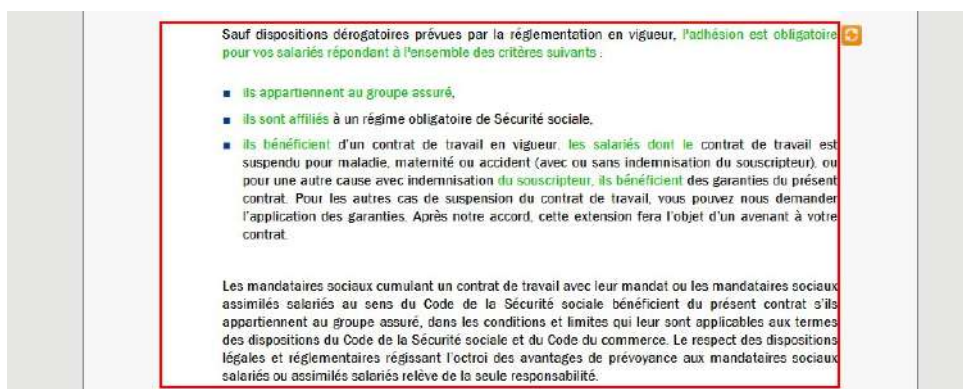 Sauf dispositions dérogatoires prévues par la réglementation en vigueur, l'adhésion est obligatoire
pour vos salariés répondant à l'ensemble des critères suivants :
■ ils appartiennent au groupe assuré,
■ ils sont affiliés à un régime obligatoire de Sécurité sociale,
■ ils bénéficient d'un contrat de travail en vigueur, les salariés dont le contrat de travail est
suspendu pour maladie, maternité ou accident (avec ou sans indemnisation du souscripteur), ou
pour une autre cause avec indemnisation du souscripteur, ils bénéficient des garanties du présent
contrat. Pour les autres cas de suspension du contrat de travail, vous pouvez nous demander
l'application des garanties. Après notre accord, cette extension fera l'objet d'un avenant à votre
contrat.
Les mandataires sociaux cumulant un contrat de travail avec leur mandat ou les mandataires sociaux
assimilés salariés au sens du Code de la Sécurité sociale bénéficient du présent contrat s'ils
appartiennent au groupe assuré, dans les conditions et limites qui leur sont applicables aux termes
des dispositions du Code de la Sécurité sociale et du Code du commerce. Le respect des dispositions
légales et réglementaires régissant l'octroi des avantages de prévoyance aux mandataires sociaux
salariés ou assimilés salariés relève de la seule responsabilité.